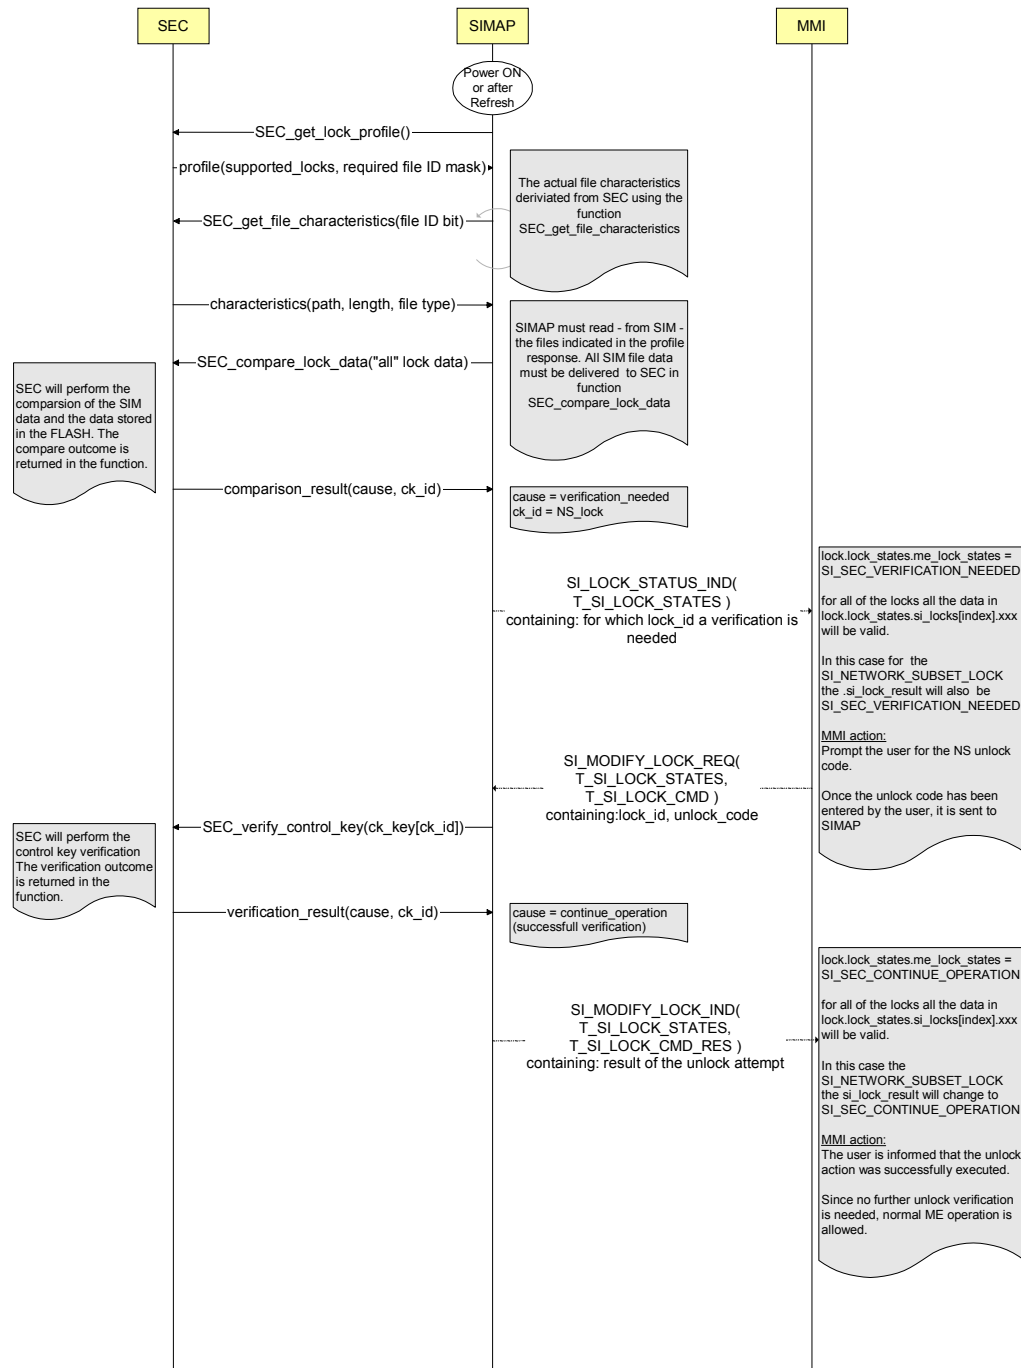 SEC
SIMAP
MMI
Power ON
or after
Refresh
SEC_get_lock_profile()
profile(supported_locks, required file ID mask)
The actual file characteristics
deriviated from SEC using the
function
SEC_get_file_characteristics
SEC_get_file_characteristics(file ID bit)
characteristics(path, length, file type)
SIMAP must read - from SIM -
the files indicated in the profile
response. All SIM file data
must be delivered to SEC in
function
SEC_compare_lock_data
SEC_compare_lock_data("all" lock data)
SEC will perform the
comparsion of the SIM
data and the data stored
in the FLASH. The
compare outcome is
returned in the function.
comparison_result(cause, ck_id)
cause = verification_needed
ck_id = NS_lock
SI_LOCK_STATUS_IND(
T_SI_LOCK_STATES )
containing: for which lock_id a verification is
needed
lock.lock_states.me_lock_states =
SI_SEC_VERIFICATION_NEEDED
for all of the locks all the data in
lock.lock_states.si_locks[index].xxx
will be valid.
In this case for the
SI_NETWORK_SUBSET_LOCK
the .si_lock_result will also be
SI_SEC_VERIFICATION_NEEDED
MMI action:
Prompt the user for the NS unlock
code.
Once the unlock code has been
entered by the user, it is sent to
SIMAP
SI_MODIFY_LOCK_REQ(
T_SI_LOCK_STATES,
T_SI_LOCK_CMD )
containing:lock_id, unlock_code
SEC_verify_control_key(ck_key[ck_id])
SEC will perform the
control key verification
The verification outcome
is returned in the
function.
verification_result(cause, ck_id)
cause = continue_operation
(successfull verification)
SI_MODIFY_LOCK_IND(
T_SI_LOCK_STATES,
T_SI_LOCK_CMD_RES )
containing: result of the unlock attempt
lock.lock_states.me_lock_states =
SI_SEC_CONTINUE_OPERATION
for all of the locks all the data in
lock.lock_states.si_locks[index].xxx
will be valid.
In this case the
SI_NETWORK_SUBSET_LOCK
the si_lock_result will change to
SI_SEC_CONTINUE_OPERATION
MMI action:
The user is informed that the unlock
action was successfully executed.
Since no further unlock verification
is needed, normal ME operation is
allowed.